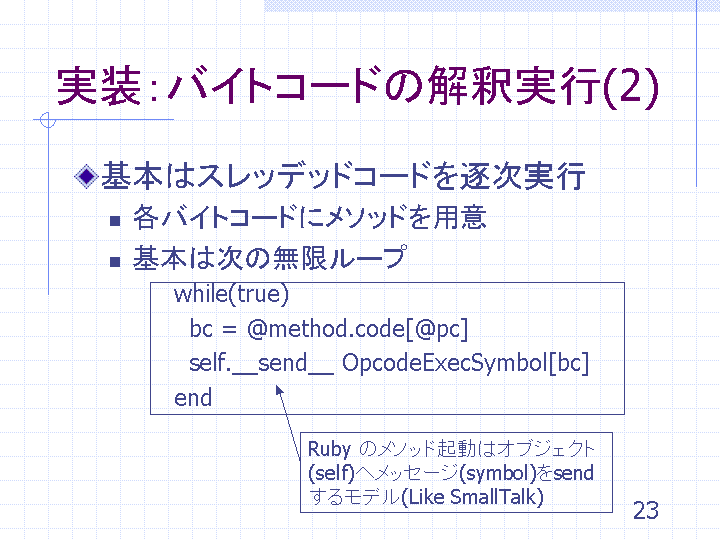 実装：バイトコードの解釈実行(2)
基本はスレッデッドコードを逐次実行
各バイトコードにメソッドを用意
基本は次の無限ループ
while(true)
bc = @method.code[@pc]
self.__send__ OpcodeExecSymbol[bc]
end
Ruby のメソッド起動はオブジェクト
(self)へメッセージ(symbol)をsend
するモデル(Like SmallTalk)
23